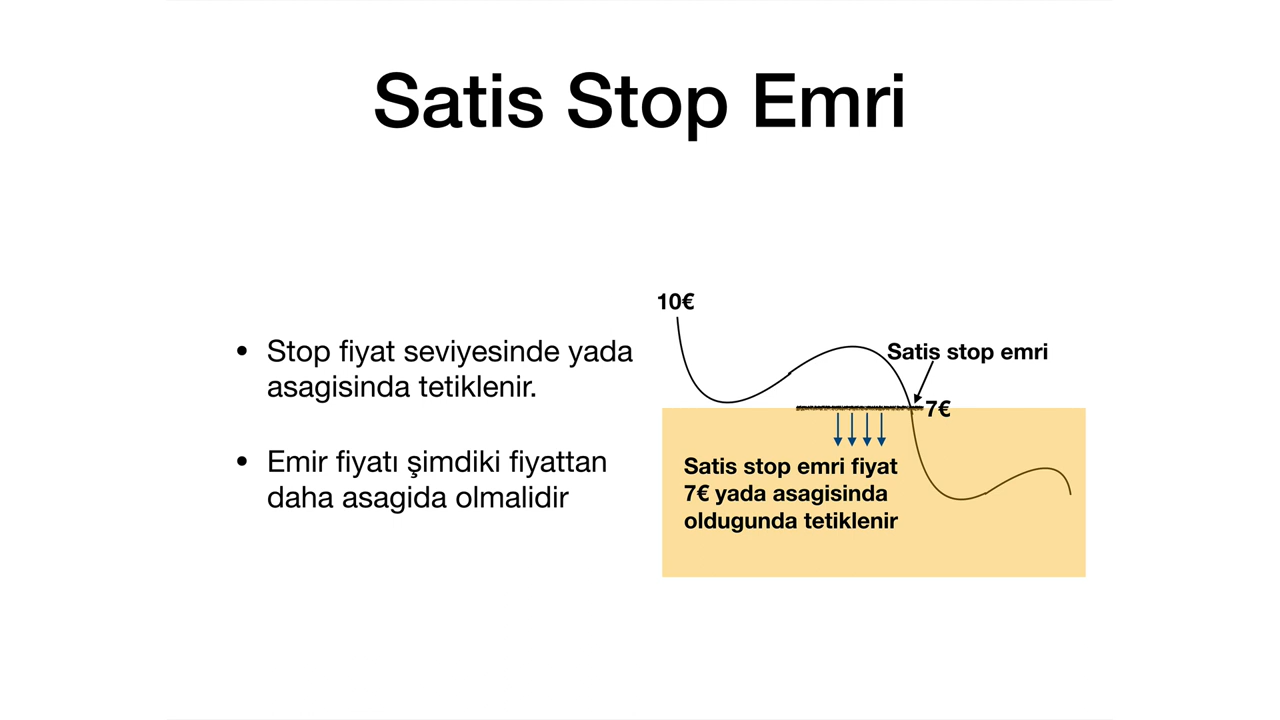 Satis Stop Emri
• Stop fiyat seviyesinde yada
asagisinda tetiklenir.
• Emir fiyatı şimdiki fiyattan
daha asagida olmalidir
10€
Satis stop emri
7€
Satis stop emri fiyat
7€ yada asagisinda
oldugunda tetiklenir